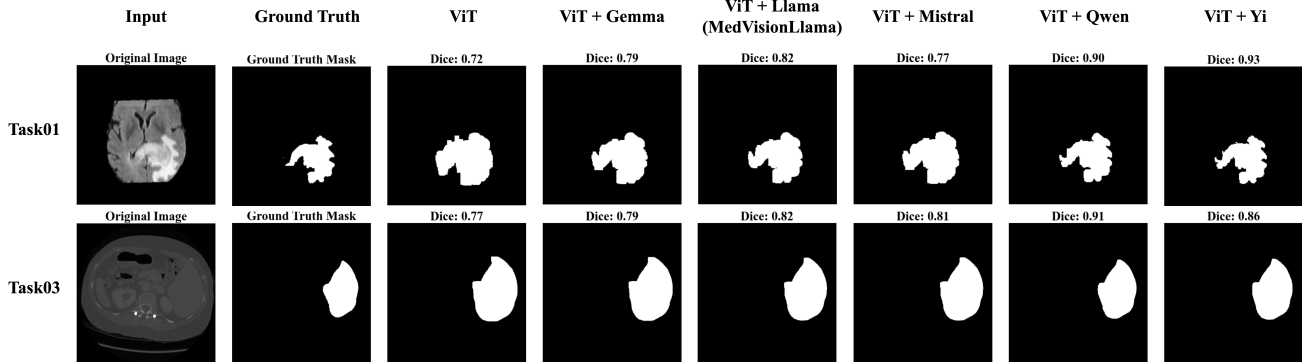 Input Ground Truth ViT ViT + Gemma ViT + Llama (MedVisionLlama) ViT + Mistral ViT + Qwen ViT + Yi
Original Image Ground Truth Mask Dice: 0.72 Dice: 0.79 Dice: 0.82 Dice: 0.77 Dice: 0.90 Dice: 0.93
Task01
Original Image Ground Truth Mask Dice: 0.77 Dice: 0.79 Dice: 0.82 Dice: 0.81 Dice: 0.91 Dice: 0.86
Task03